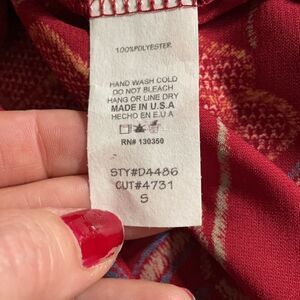 100%POLYESTER
HAND WASH COLD
DO NOT BLEACH
HANG OR LINE DRY
MADE IN U.S.A
HECHO EN E.U.A
RN# 130350
STY#D4486
CUT#4731
S